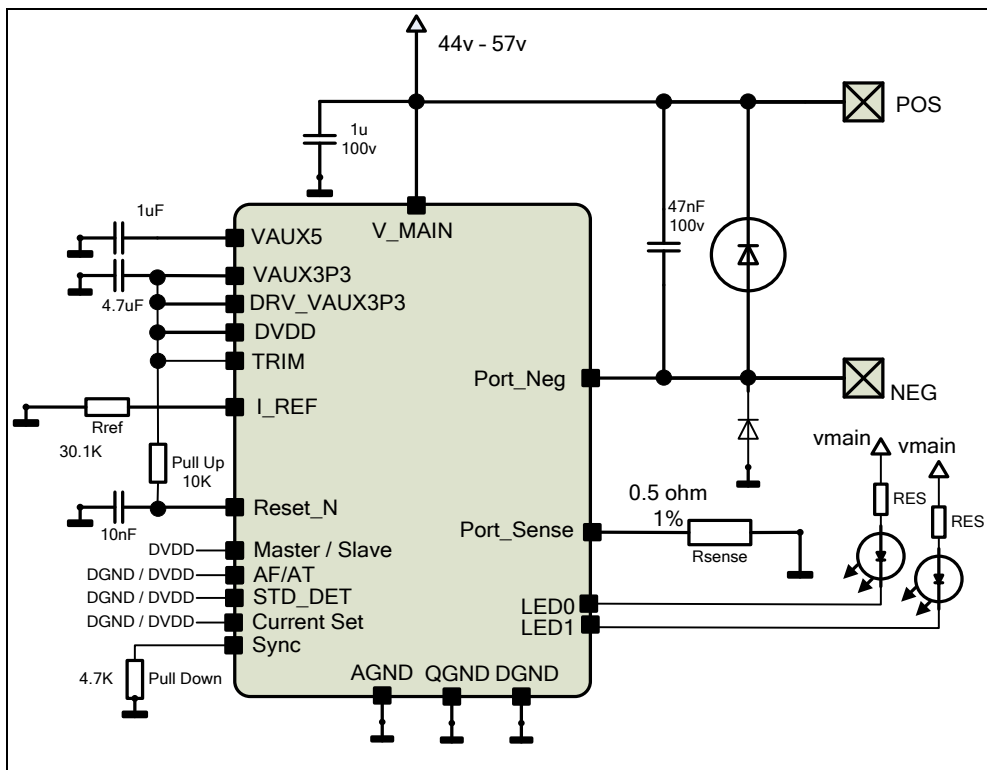 44v - 57v
POS
1u
100v
1uF
V_MAIN
47nF
100v
VAUX5
VAUX3P3
4.7uF
DRV_VAUX3P3
DVDD
TRIM
Port_Neg
NEG
I_REF
Rref
30.1K
vmain
vmain
Pull Up
10K
RES
RES
0.5 ohm
1%
Reset_N
10nF
Port_Sense
Rsense
DVDD
Master / Slave
DGND / DVDD
AF/AT
DGND / DVDD
STD_DET
DGND / DVDD
Current Set
LED0
LED1
Sync
4.7K
Pull Down
AGND
QGND
DGND